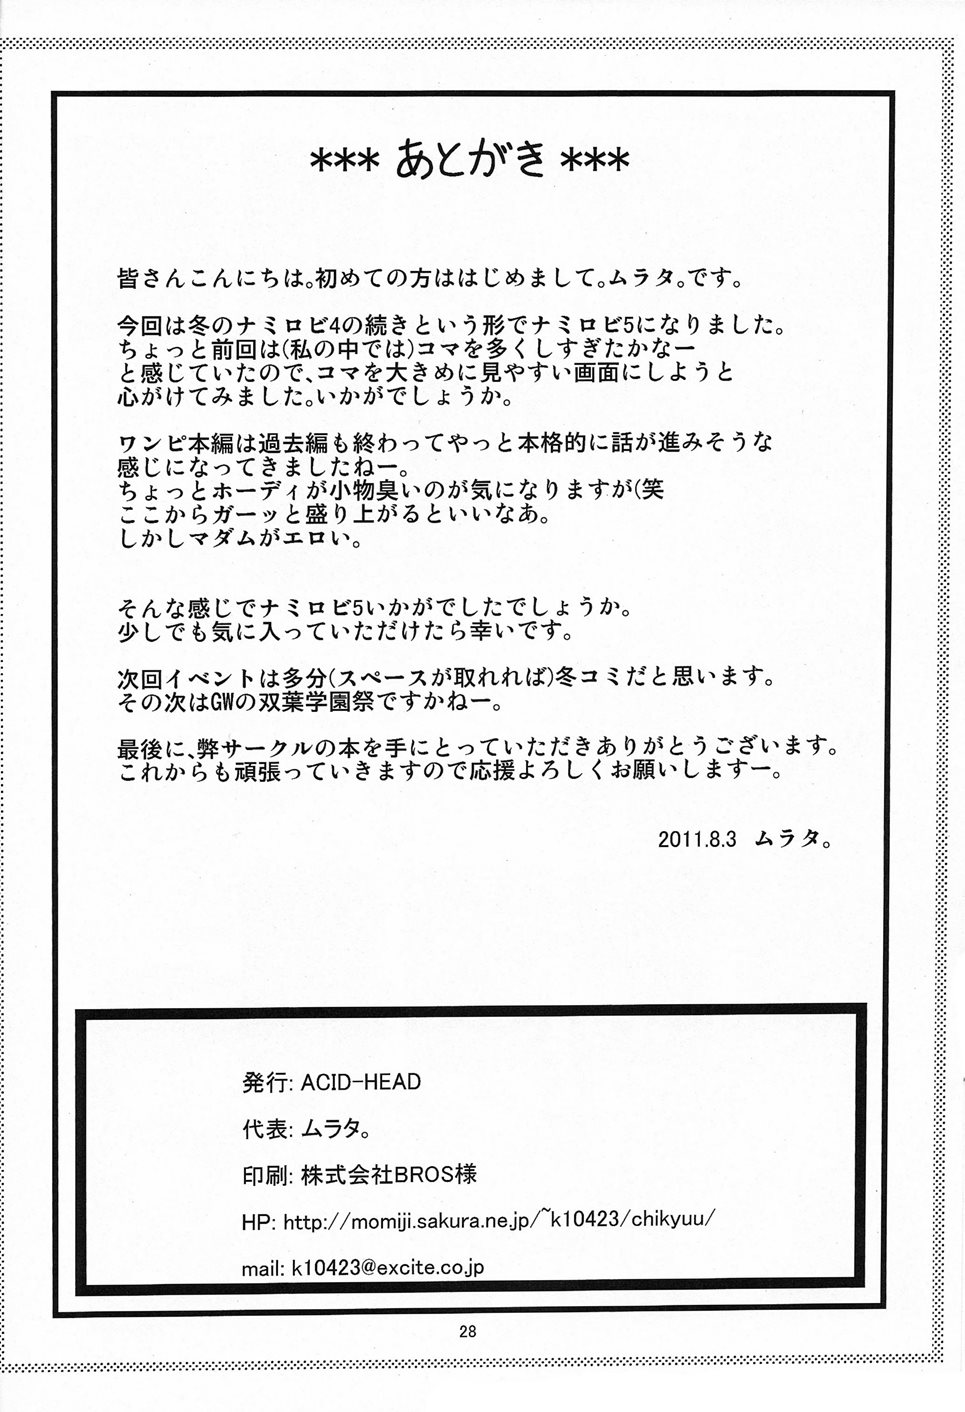 *** あとがき ***
皆さんこんにちは。初めての方ははじめまして。ムラタ。です。
今回は冬のナミロビ4の続きという形でナミロビ5になりました。
ちょっと前回は(私の中では)コマを多くしすぎたかなー
と感じていたので、コマを大きめに見やすい画面にしようと
心がけてみました。いかがでしょうか。
ワンピ本編は過去編も終わってやっと本格的に話が進みそうな
感じになってきましたねー。
ちょっとホーディが小物臭いのが気になりますが(笑
ここからガーッと盛り上がるといいなあ。
しかしマダムがエロい。
そんな感じでナミロビ5いかがでしたでしょうか。
少しでも気に入っていただけたら幸いです。
次回イベントは多分(スペースが取れれば)冬コミだと思います。
その次はGWの双葉学園祭ですかねー。
最後に、弊サークルの本を手にとっていただきありがとうございます。
これからも頑張っていきますので応援よろしくお願いしますー。
2011.8.3 ムラタ。
発行: ACID-HEAD
代表: ムラタ。
印刷: 株式会社BROS様
HP: http://momiji.sakura.ne.jp/~k10423/chikyuu/
mail: k10423@excite.co.jp
28